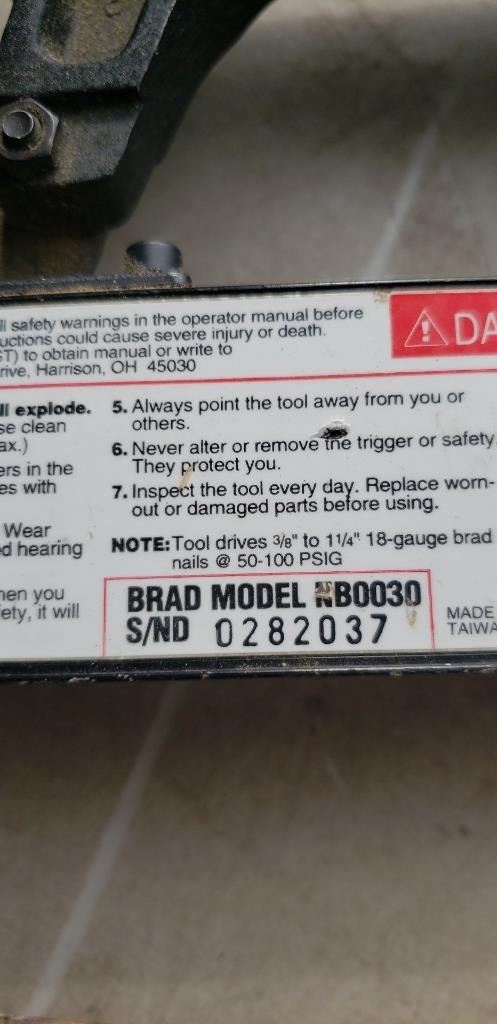 ll safety warnings in the operator manual before
uctions could cause severe injury or death.
ST) to obtain manual or write to
rive, Harrison, OH 45030
DA
ll explode.
se clean
ax.)
ers in the
es with
Wear
d hearing
hen you
iety, it will
5. Always point the tool away from you or
others.
6. Never alter or remove the trigger or safety.
They protect you.
7. Inspect the tool every day. Replace worn-
out or damaged parts before using.
NOTE: Tool drives 3/8" to 1 1/4" 18-gauge brad
nails @ 50-100 PSIG
BRAD MODEL NB0030
S/ND 0282037
MADE
TAIWA